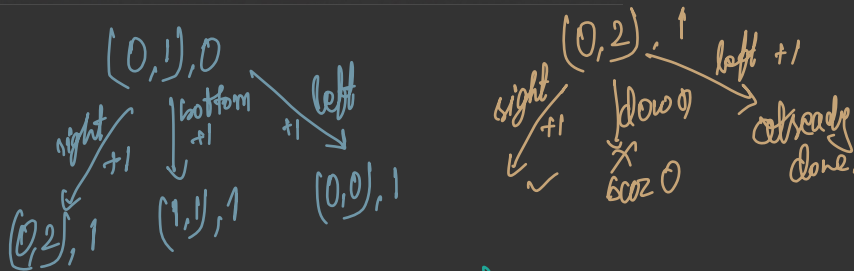 (0,1),0
right
+1
bottom
+1
left
+1
(0,2), 1
(1,1), 1
(0,0), 1
(0,2), 1
right
+1
down
coz 0
left +1
already
done.